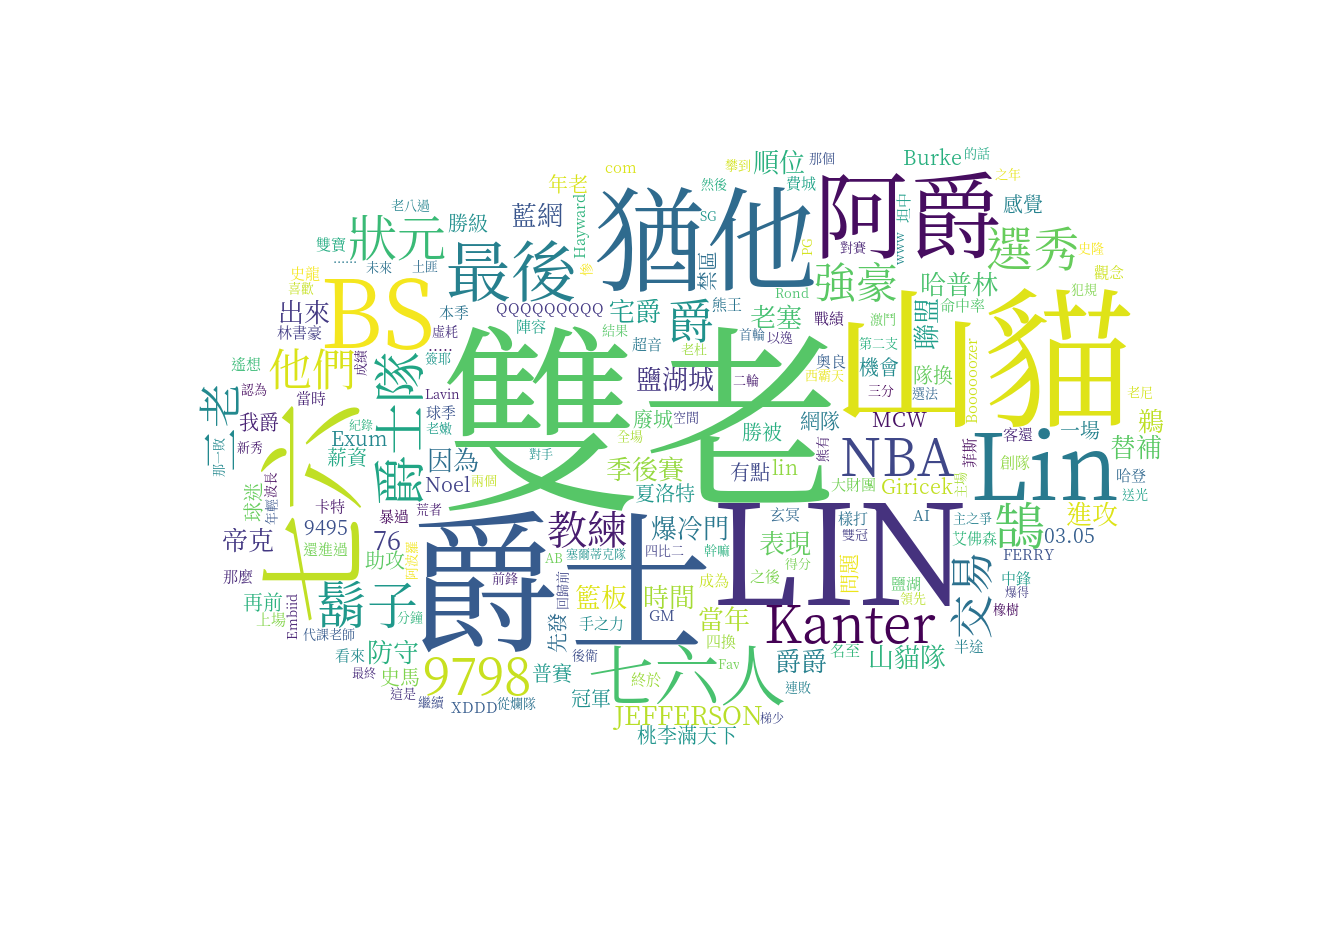 雙老
爵士
LIN
山貓
猶他
七六
阿爵
Lin
BS
最後
七六人
NBA
Kanter
9798
爵士隊
狀元
選秀
強豪
他們
二老
鬍子
教練
爵
鵠
交易
順位
那個
攀到
然後
費城
com
年老
藍網
勝級
老八過
雙寶
……
未來
土匪
Hayward
SG
禁區
慘
PG
www
坦中
對賽
Burke
的話
之年
感覺
史隆
觀念
犯規
哈普林
命中率
聯盟
Rond
熊王
宅爵
老塞
戰績
激鬥
第二支
首輪
以逸
QQQQQQQQQ
陣容
結果
超音
老杜
本季
虛耗
……
簽耶
史龍
喜歡
出來
林書豪
遙想
成績
認為
當時
我爵
新秀
那一敗
紀錄
Exum
薪資
球迷
年輕
波長
卡特
9495
還進過
76
暴過
荒者
助攻
阿波羅
帝克
那麼
再前
上場
Embiid
代課老師
分鐘
看來
防守
最終
史馬
這是
繼續
XDDD
從爛隊
普賽
後衛
冠軍
終於
JEFFERSON
桃李滿天下
梯少
Fav
爵爵
連敗
名至
山貓隊
半途
四換
當年
GM
手之力
先發
回歸前
前鋒
籃板
時間
成為
之後
得分
表現
爆冷門
四比二
幹嘛
塞爾蒂克隊
AB
玄冥
樣打
雙冠
問題
鹽湖
領先
AI
主之爭
艾佛森
FERRY
03.05
中鋒
爆得
橡樹
進攻
送光
哈登
替補
鵜
老尼
一場
客還
創隊
菲斯
主場
Booooooozer
MCW
網隊
Giricek
大財團
熊有
有點
lin
勝被
夏洛特
季後賽
廢城
空間
全場
鹽湖城
二輪
奧良
西霸天
機會
三分
隊換
選法
Lavin
球季
老嫩
因為
Noel
兩個
對手